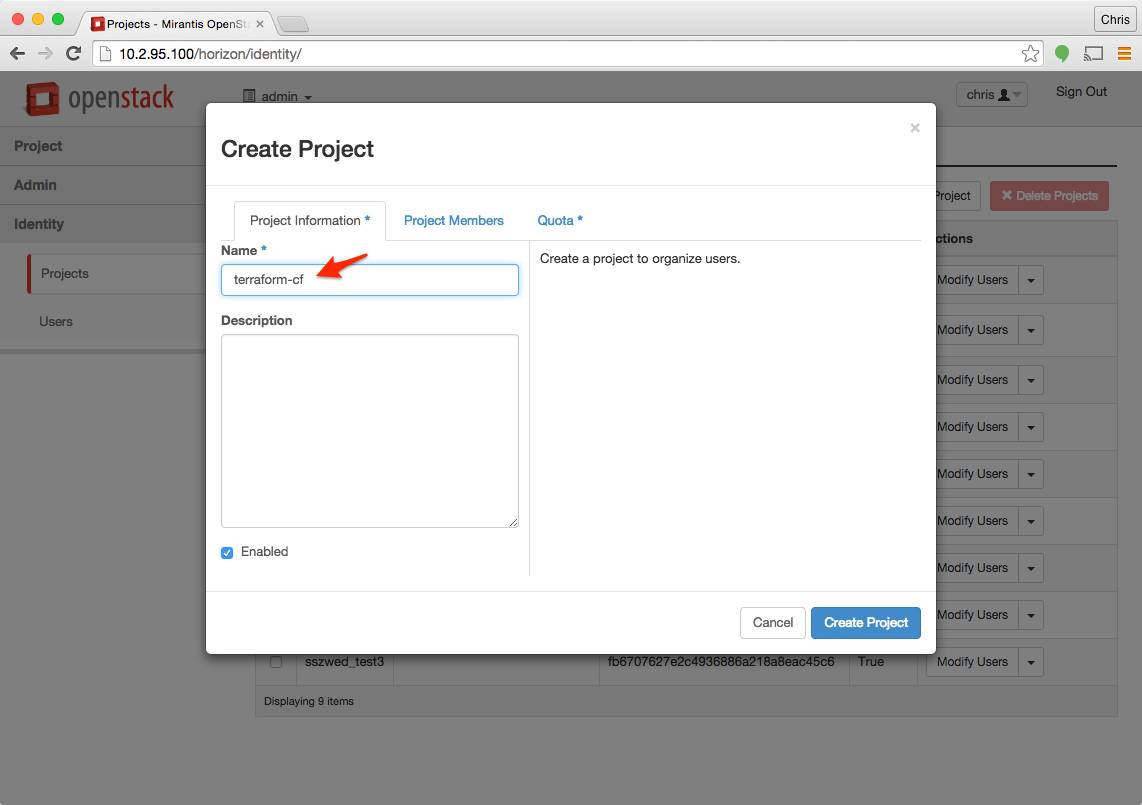 Projects - Mirantis OpenSt
Chris
10.2.95.100/horizon/identity/
openstack
admin
chris
Sign Out
Project
Admin
Identity
Projects
Users
Create Project
Project Information *
Project Members
Quota *
Name *
terraform-cf
Description
Enabled
Create a project to organize users.
Cancel
Create Project
Project
Delete Projects
ctions
Modify Users
Modify Users
Modify Users
Modify Users
Modify Users
Modify Users
Modify Users
Modify Users
sszwed_test3
fb6707627e2c4936886a218a8eac45c6
True
Modify Users
Displaying 9 items